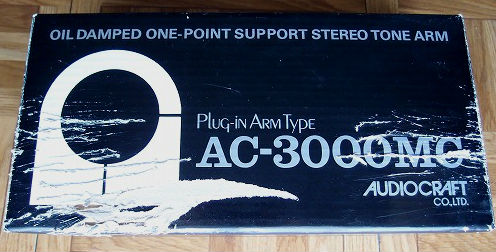 OIL DAMPED ONE-POINT SUPPORT STEREO TONE ARM
PLUG-IN ARM TYPE
AC-3000MC
AUDIOCRAFT
CO.,LTD.